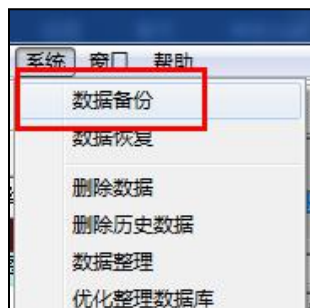 系统 窗口 帮助
数据备份
数据恢复
删除数据
删除历史数据
数据整理
优化整理数据库